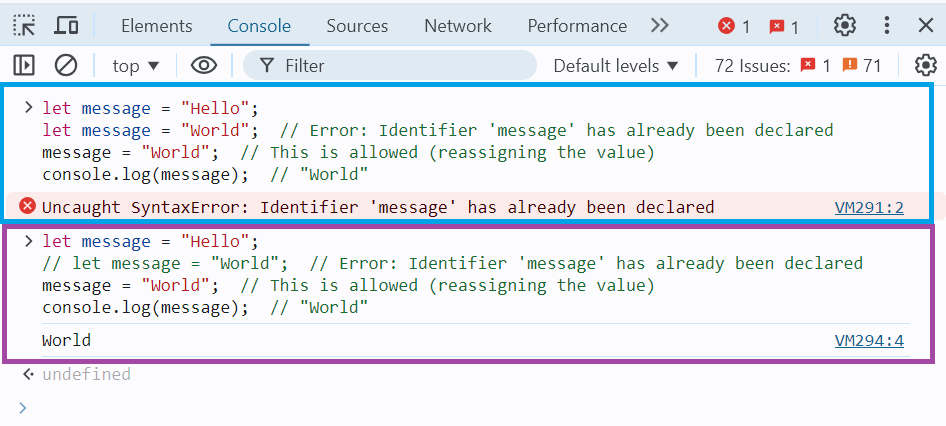 Elements Console Sources Network Performance 1 1
top Filter Default levels 72 Issues: 1 71
let message = "Hello";
let message = "World";  // Error: Identifier 'message' has already been declared
message = "World";  // This is allowed (reassigning the value)
console.log(message);  // "World"
Uncaught SyntaxError: Identifier 'message' has already been declared VM291:2
let message = "Hello";
// let message = "World";  // Error: Identifier 'message' has already been declared
message = "World";  // This is allowed (reassigning the value)
console.log(message);  // "World"
World VM294:4
undefined